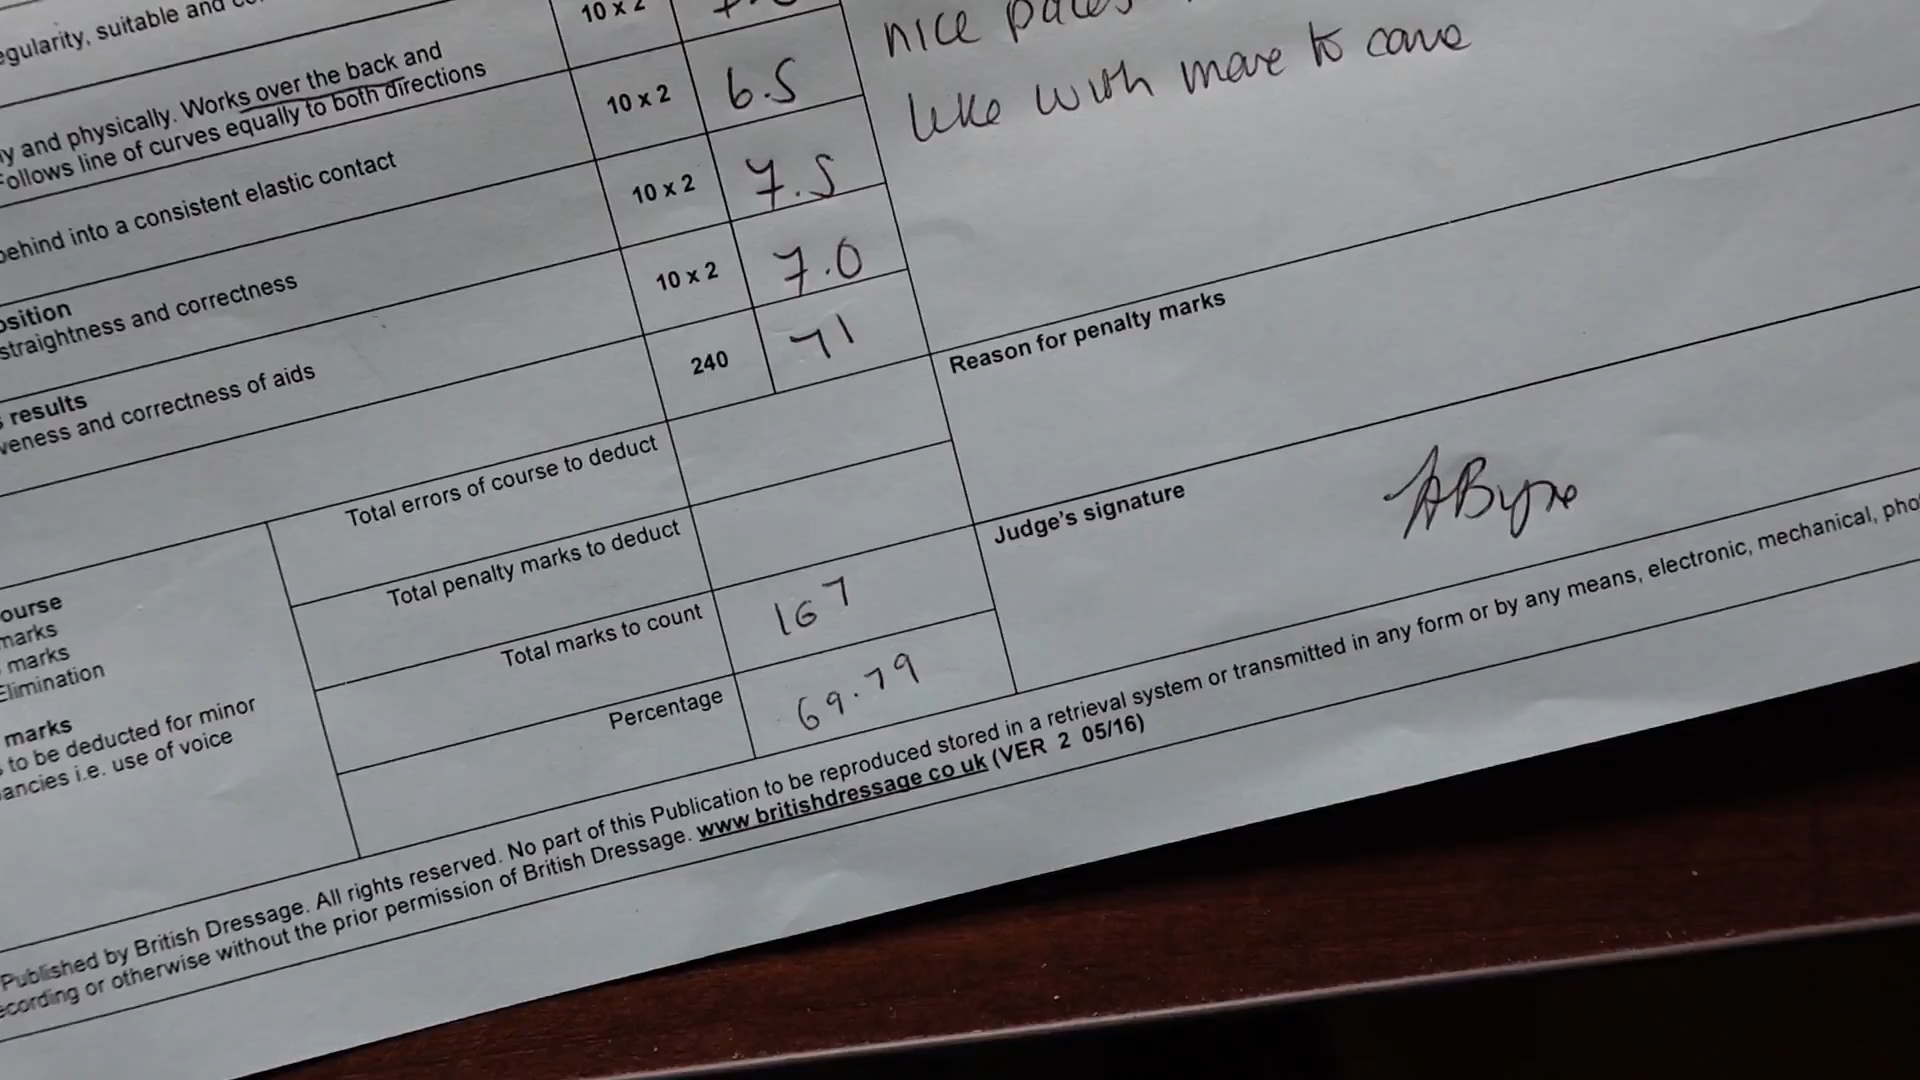 egularity, suitable and
10 x 2
nice
ly and physically. Works over the back and
Follows line of curves equally to both directions
10 x 2
6.5
like with more to come
behind into a consistent elastic contact
10 x 2
7.5
osition
straightness and correctness
10 x 2
7.0
s results
veness and correctness of aids
240
71
Reason for penalty marks
Total errors of course to deduct
Total penalty marks to deduct
Judge's signature
AByrne
Total marks to count
167
Percentage
69.79
ourse
marks
marks
Elimination
marks
to be deducted for minor
ancies i.e. use of voice
Published by British Dressage. All rights reserved. No part of this Publication to be reproduced stored in a retrieval system or transmitted in any form or by any means, electronic, mechanical, pho
ecording or otherwise without the prior permission of British Dressage. www britishdressage co uk (VER 2 05/16)